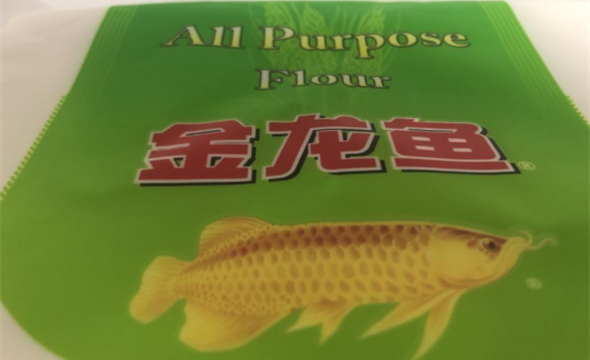 All Purpose
Flour
金龙鱼®